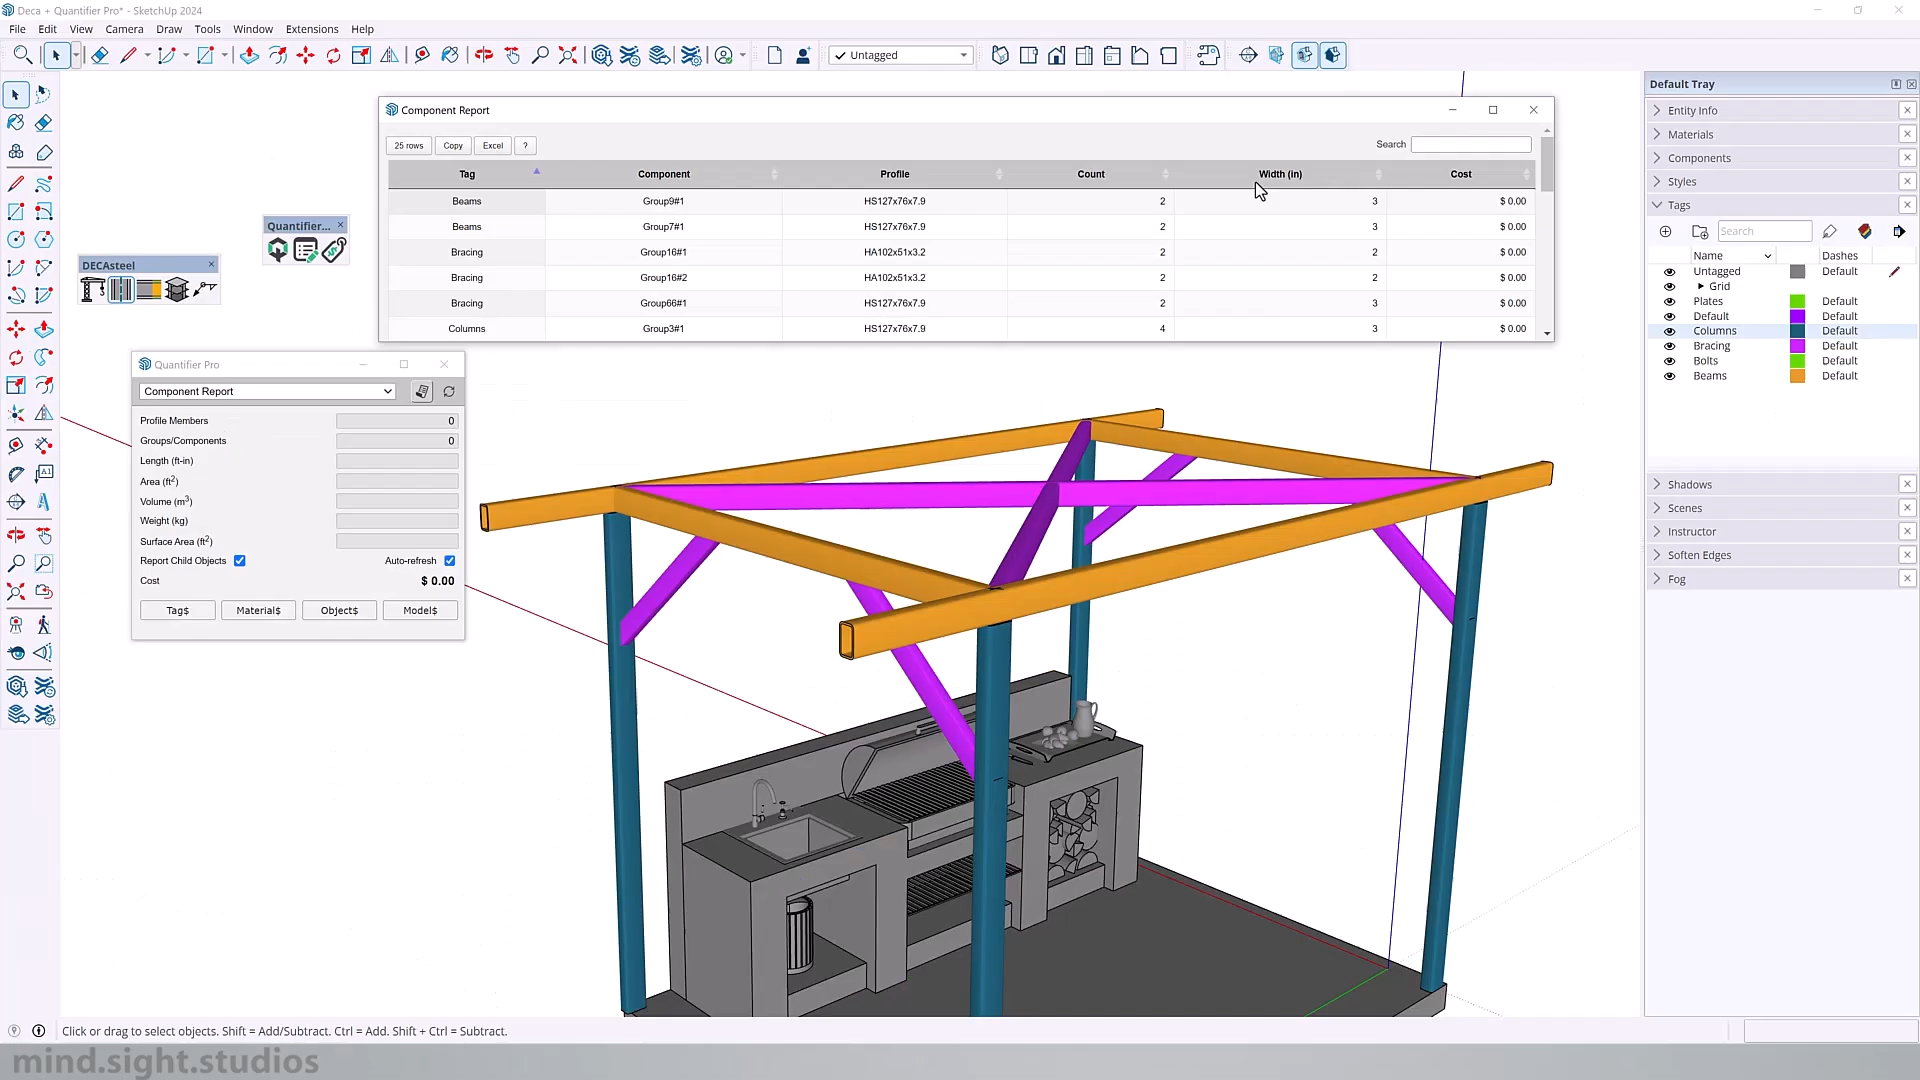 Deca + Quantifier Pro* - SketchUp 2024
File Edit View Camera Draw Tools Window Extensions Help
Untagged
Component Report
25 rows Copy Excel ? Search
Tag Component Profile Count Width (in) Cost
Beams Group9#1 HS127x76x7.9 2 3 $ 0.00
Beams Group7#1 HS127x76x7.9 2 3 $ 0.00
Bracing Group16#1 HA102x51x3.2 2 2 $ 0.00
Bracing Group16#2 HA102x51x3.2 2 2 $ 0.00
Bracing Group66#1 HS127x76x7.9 2 3 $ 0.00
Columns Group3#1 HS127x76x7.9 4 3 $ 0.00
Quantifier...
DECAsteel
Quantifier Pro
Component Report
Profile Members 0
Groups/Components 0
Length (ft-in)
Area (ft²)
Volume (m³)
Weight (kg)
Surface Area (ft²)
Report Child Objects Auto-refresh
Cost $ 0.00
Tag$ Material$ Object$ Model$
Default Tray
Entity Info
Materials
Components
Styles
Tags
Search
Name Dashes
Untagged Default
Grid
Plates Default
Default Default
Columns Default
Bracing Default
Bolts Default
Beams Default
Shadows
Scenes
Instructor
Soften Edges
Fog
Click or drag to select objects. Shift = Add/Subtract. Ctrl = Add. Shift + Ctrl = Subtract.
mind.sight.studios